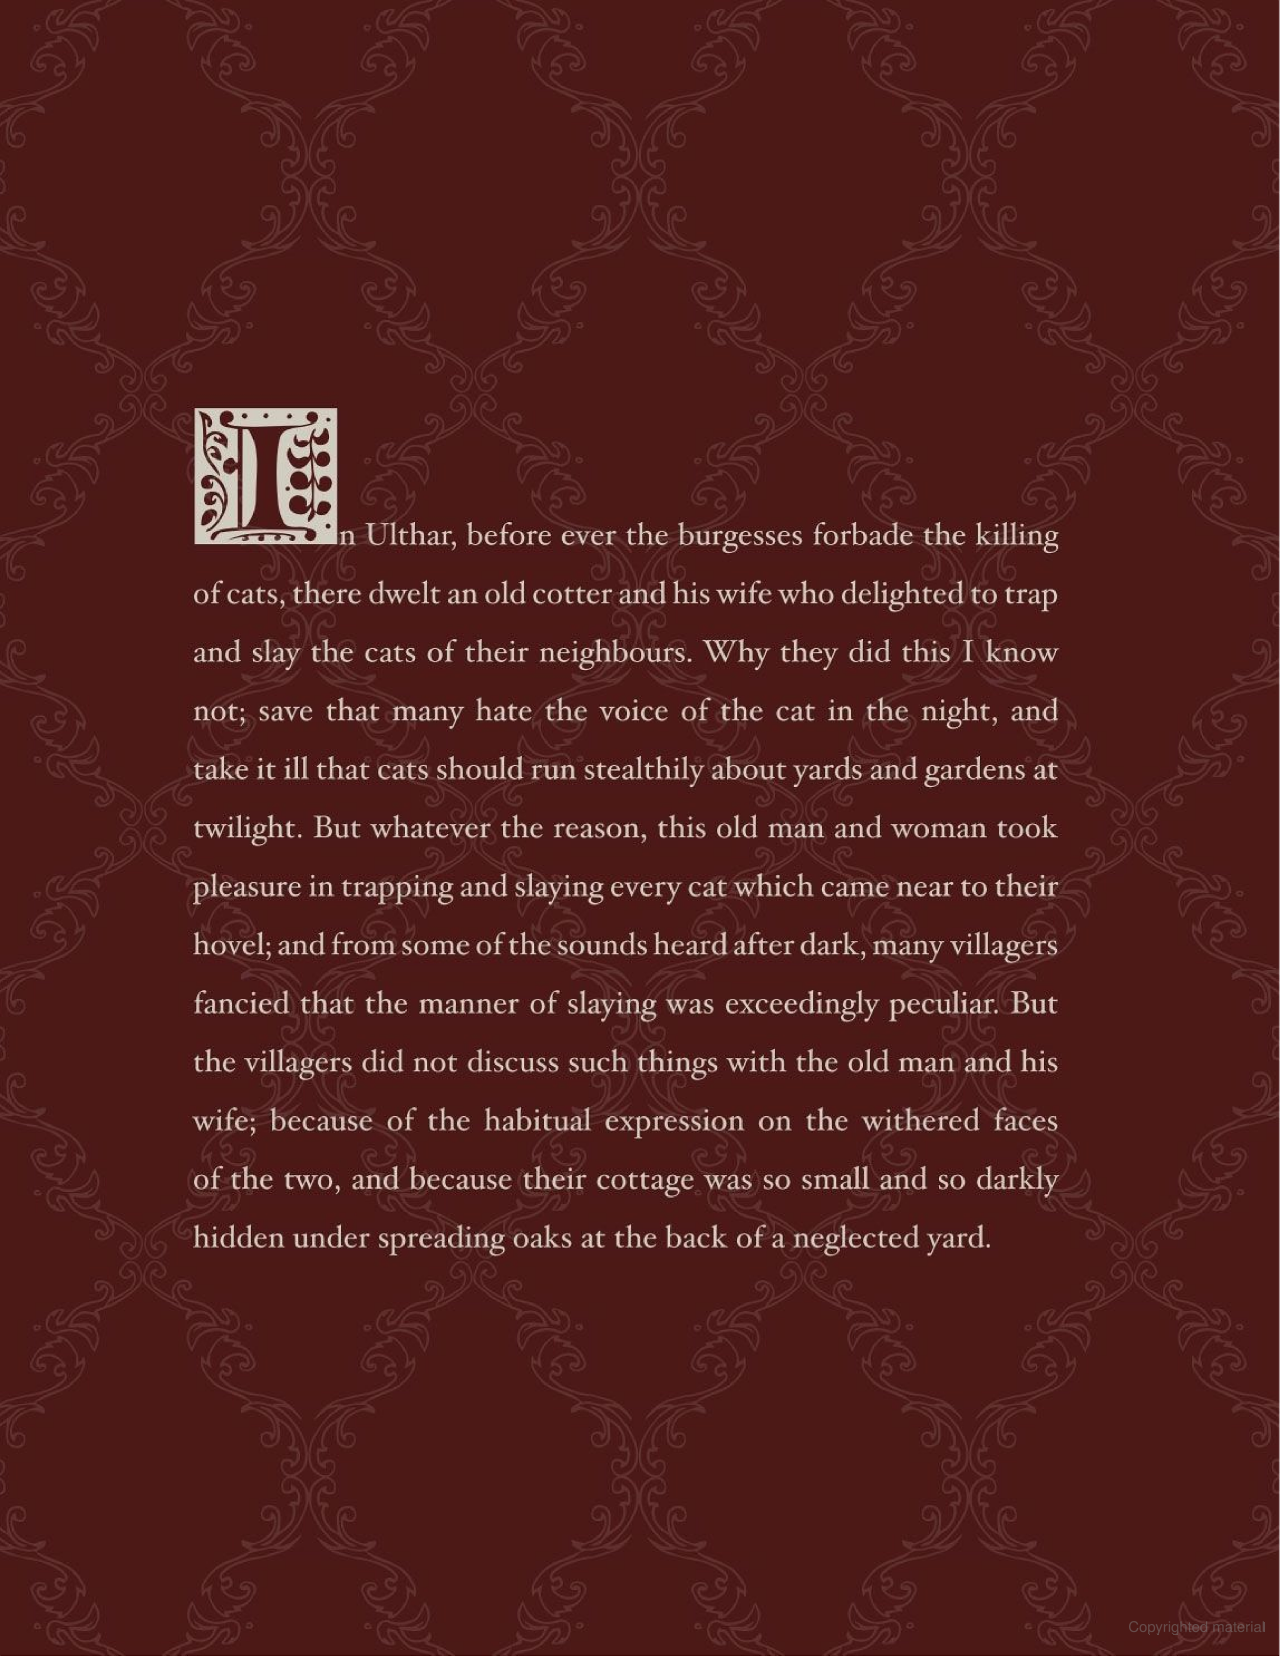 In Ulthar, before ever the burgesses forbade the killing
of cats, there dwelt an old cotter and his wife who delighted to trap
and slay the cats of their neighbours. Why they did this I know
not; save that many hate the voice of the cat in the night, and
take it ill that cats should run stealthily about yards and gardens at
twilight. But whatever the reason, this old man and woman took
pleasure in trapping and slaying every cat which came near to their
hovel; and from some of the sounds heard after dark, many villagers
fancied that the manner of slaying was exceedingly peculiar. But
the villagers did not discuss such things with the old man and his
wife; because of the habitual expression on the withered faces
of the two, and because their cottage was so small and so darkly
hidden under spreading oaks at the back of a neglected yard.
Copyrighted material